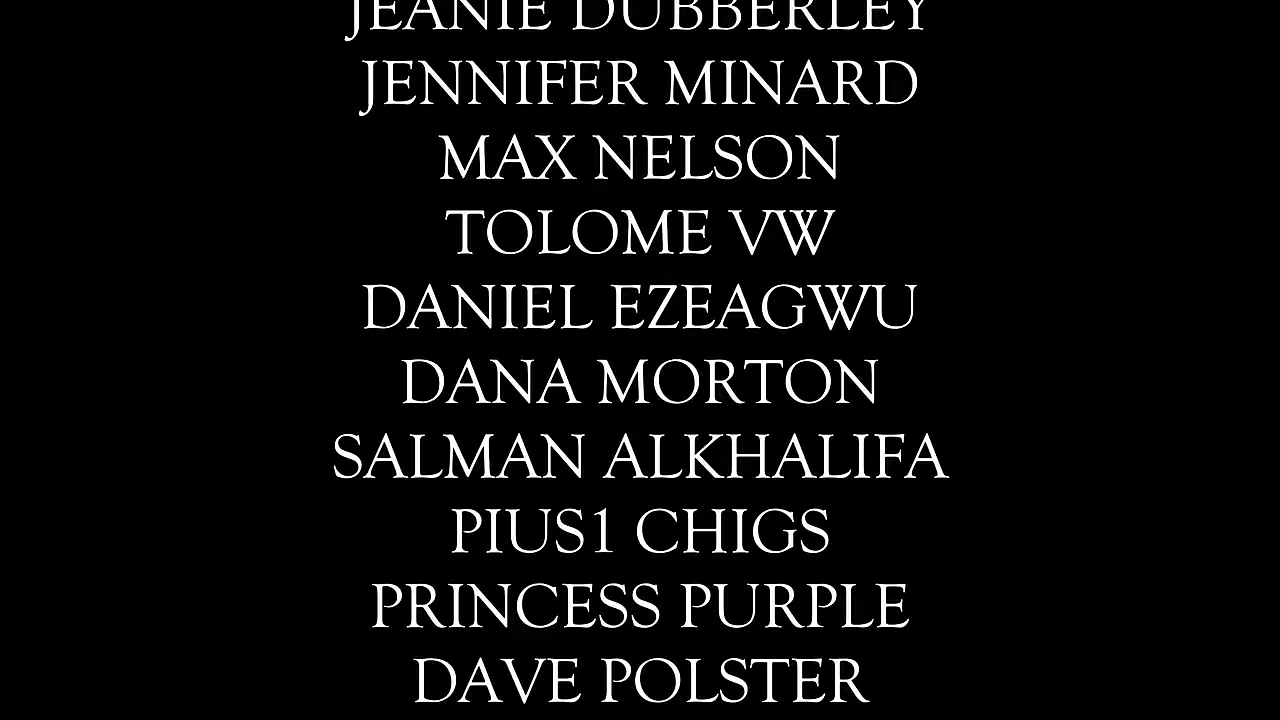 JEANIE DUBBERLEY
JENNIFER MINARD
MAX NELSON
TOLOME VW
DANIEL EZEAGWU
DANA MORTON
SALMAN ALKHALIFA
PIUS1 CHIGS
PRINCESS PURPLE
DAVE POLSTER